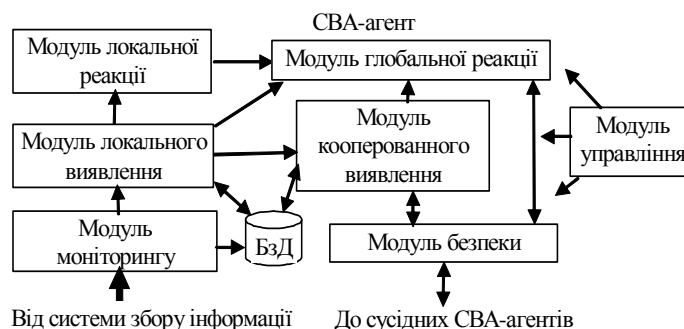 СВА-агент
Модуль локальної
реакції
Модуль глобальної реакції
Модуль локального
виявлення
Модуль
кооперованного
виявлення
Модуль
управління
Модуль
моніторингу
БзД
Модуль безпеки
Від системи збору інформації
До сусідних СВА-агентів